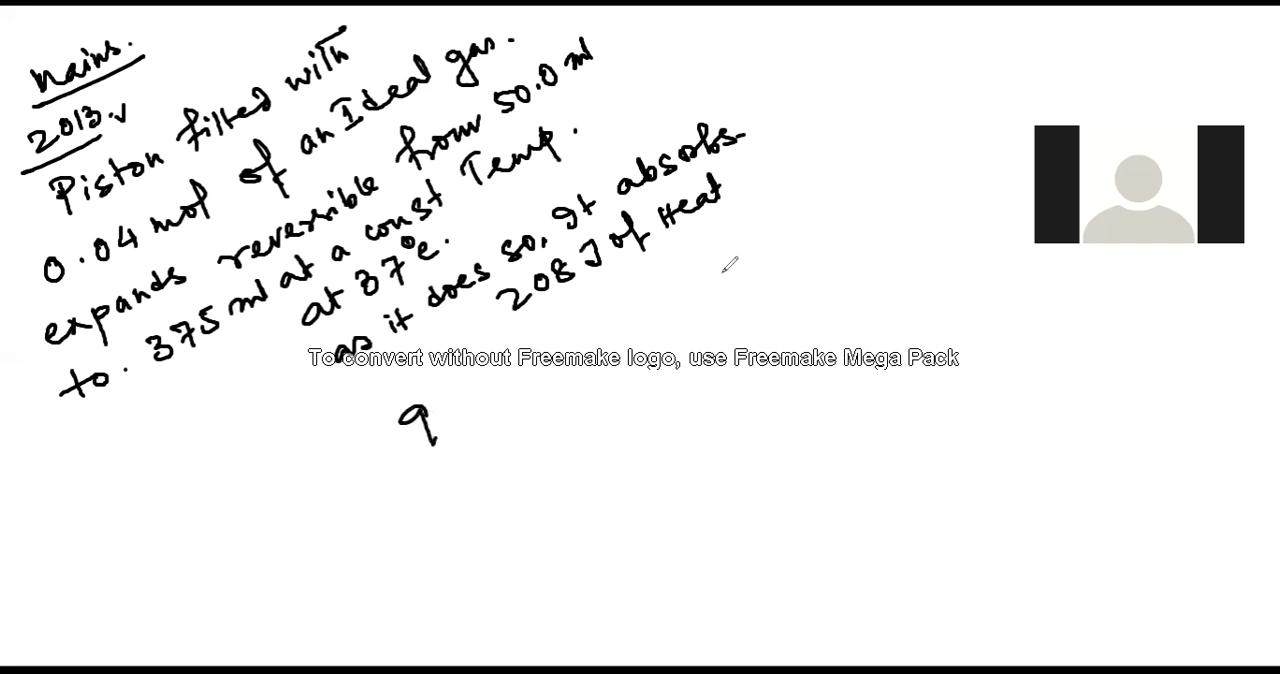 Mains.
2013.
Piston filled with
0.04 mol of an Ideal gas.
expands reversible from 50.0 ml
to. 375 ml at a const Temp.
at 37°c.
as it does so, It absorbs
208 J of Heat
To convert without Freemake logo, use Freemake Mega Pack
q